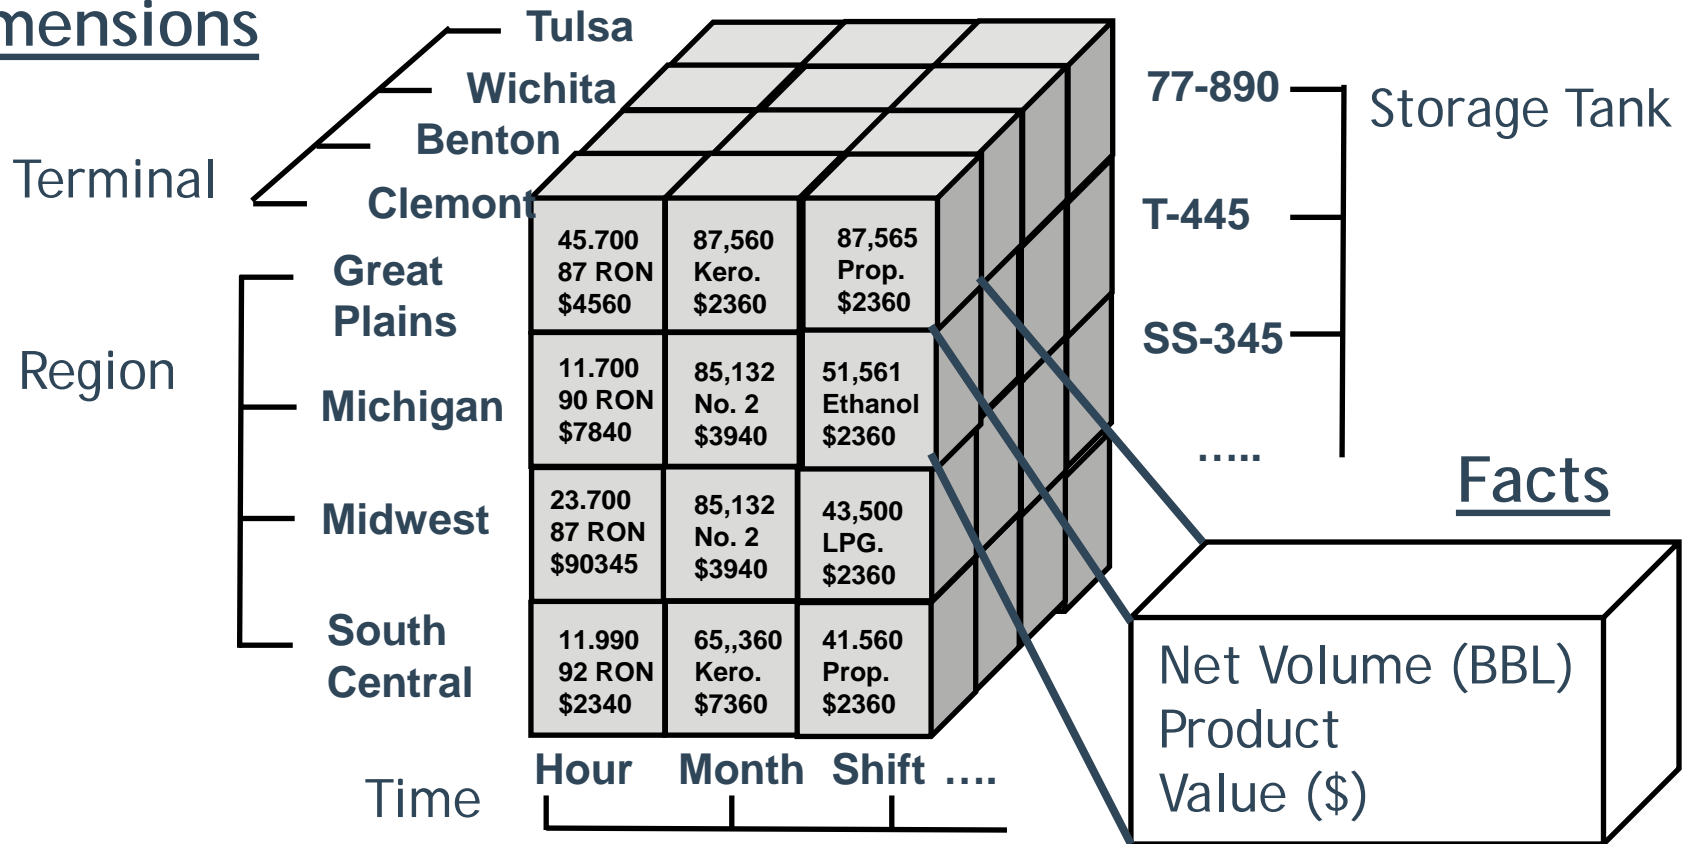 mensions
Tulsa
Wichita
Benton
Clemont
Terminal
77-890
T-445
SS-345
…..
Storage Tank
Great
Plains
Michigan
Midwest
South
Central
Region
45.700
87 RON
$4560
87,560
Kero.
$2360
87,565
Prop.
$2360
11.700
90 RON
$7840
85,132
No. 2
$3940
51,561
Ethanol
$2360
23.700
87 RON
$90345
85,132
No. 2
$3940
43,500
LPG.
$2360
11.990
92 RON
$2340
65,,360
Kero.
$7360
41.560
Prop.
$2360
Time
Hour Month Shift ....
Facts
Net Volume (BBL)
Product
Value ($)